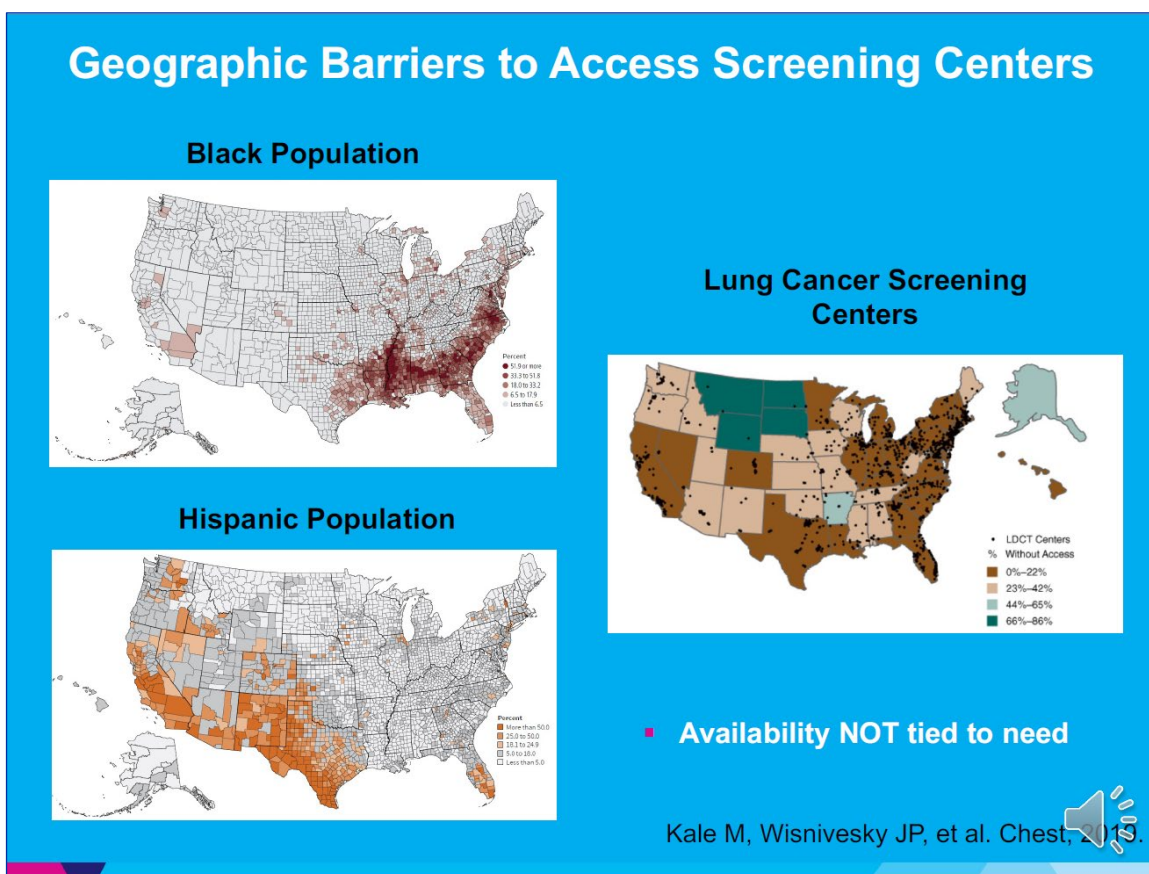 Geographic Barriers to Access Screening Centers
Black Population
Percent
51.9 or more
33.3 to 51.8
18.0 to 33.2
6.5 to 17.9
Less than 6.5
Hispanic Population
Percent
More than 50.0
25.0 to 50.0
18.1 to 24.9
5.0 to 18.0
Less than 5.0
Lung Cancer Screening
Centers
• LDCT Centers
% Without Access
0%–22%
23%–42%
44%–65%
66%–86%
Availability NOT tied to need
Kale M, Wisnivesky JP, et al. Chest, 2019.